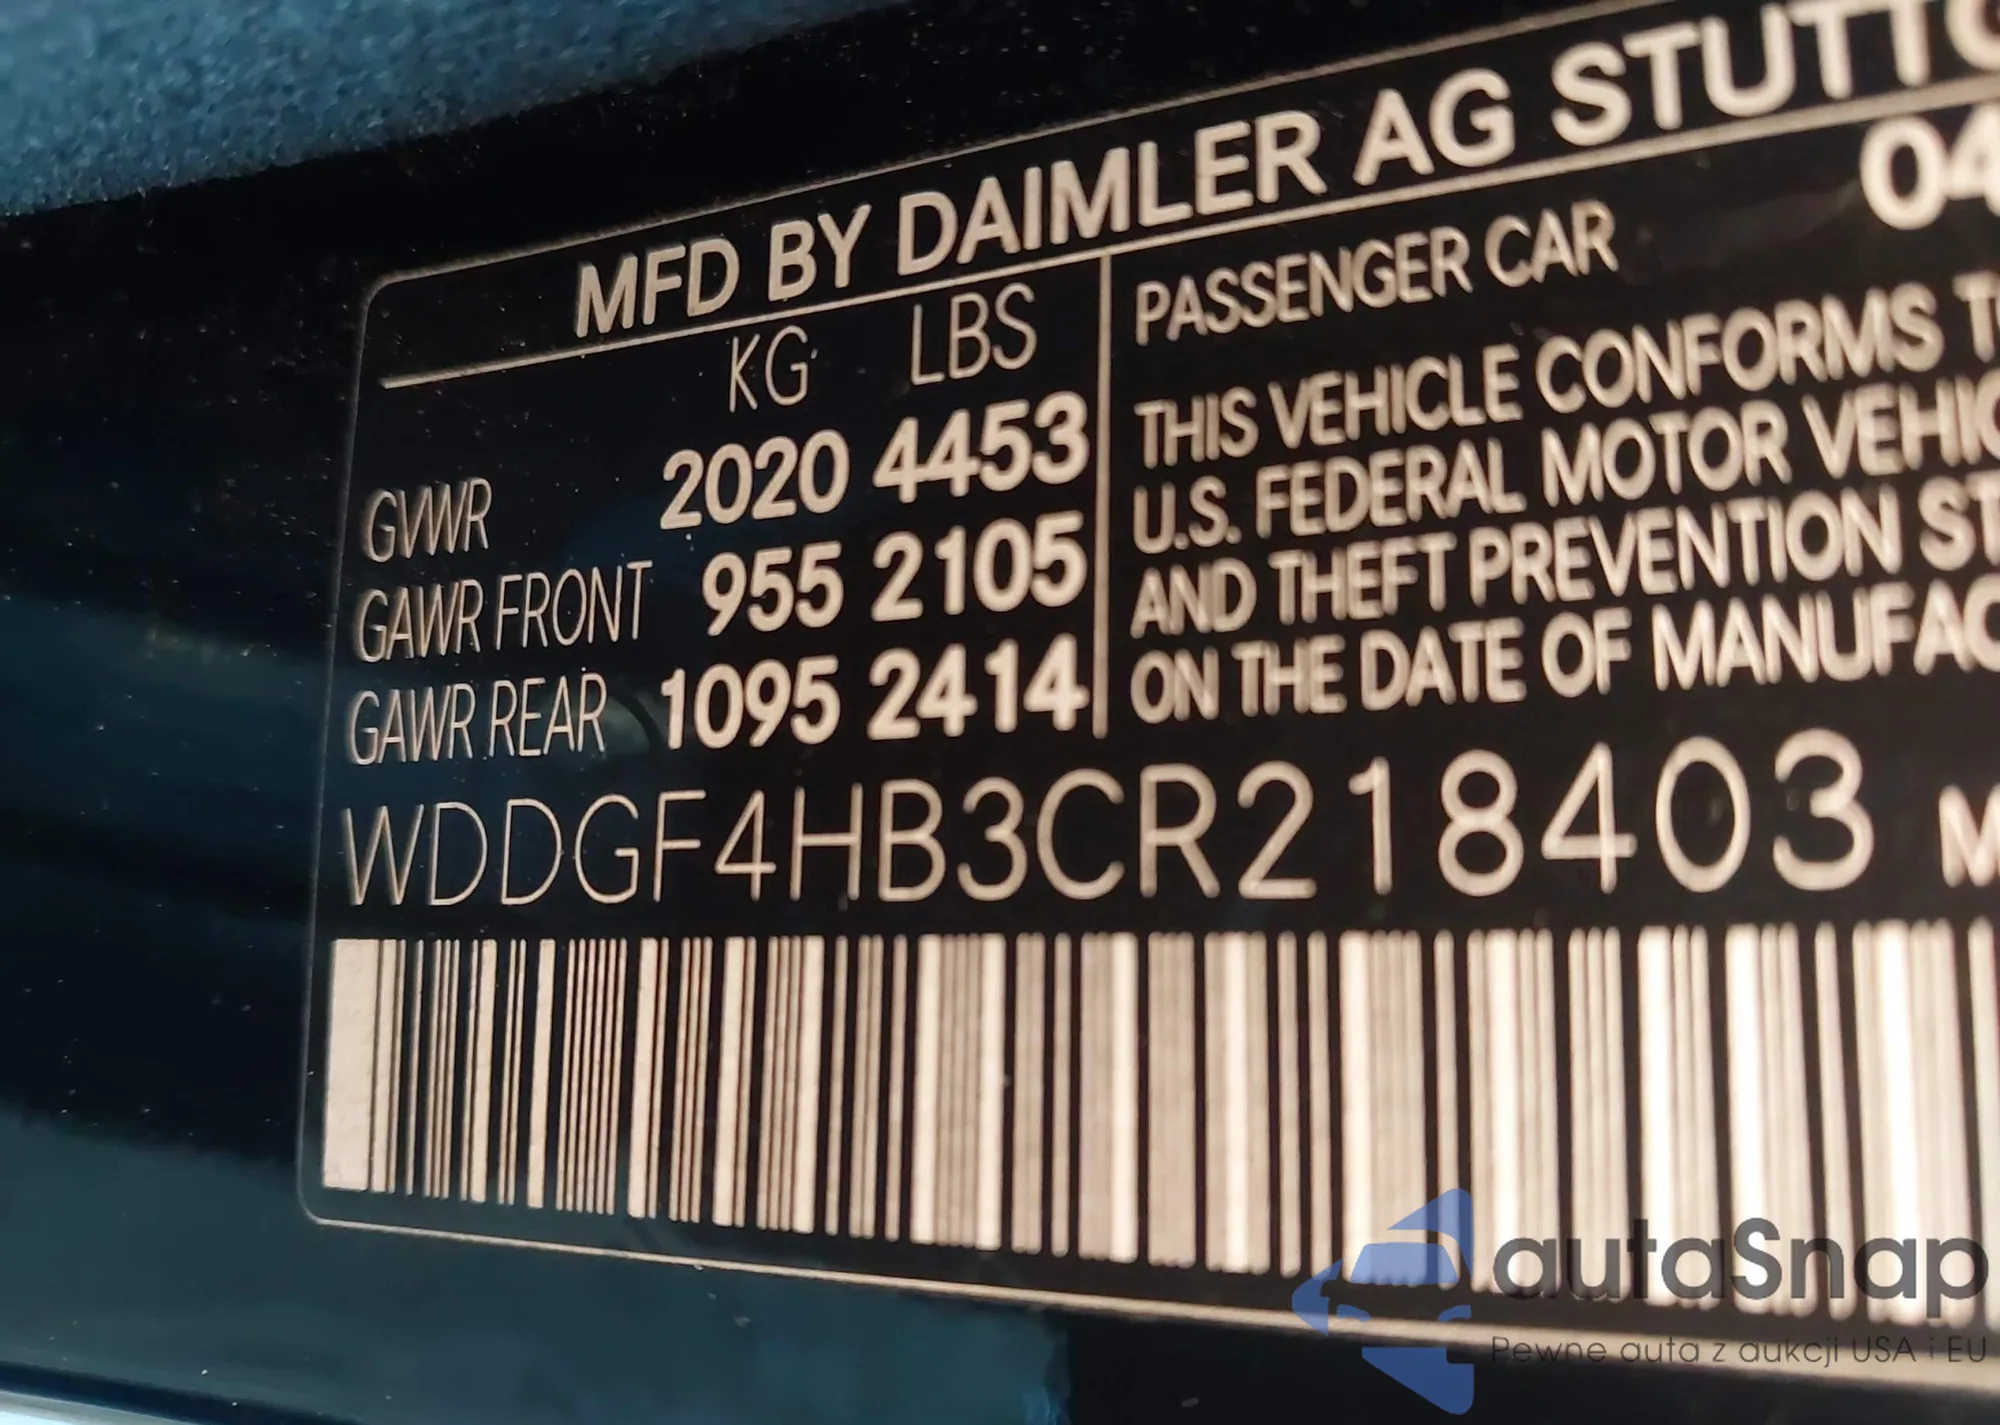 MFD BY DAIMLER AG STUTTG
KG LBS
GVWR 2020 4453
GAWR FRONT 955 2105
GAWR REAR 1095 2414
PASSENGER CAR 04
THIS VEHICLE CONFORMS TO
U.S. FEDERAL MOTOR VEHIC
AND THEFT PREVENTION ST
ON THE DATE OF MANUFAC
WDDGF4HB3CR218403 M
autaSnap
Pewne auta z aukcji USA i EU